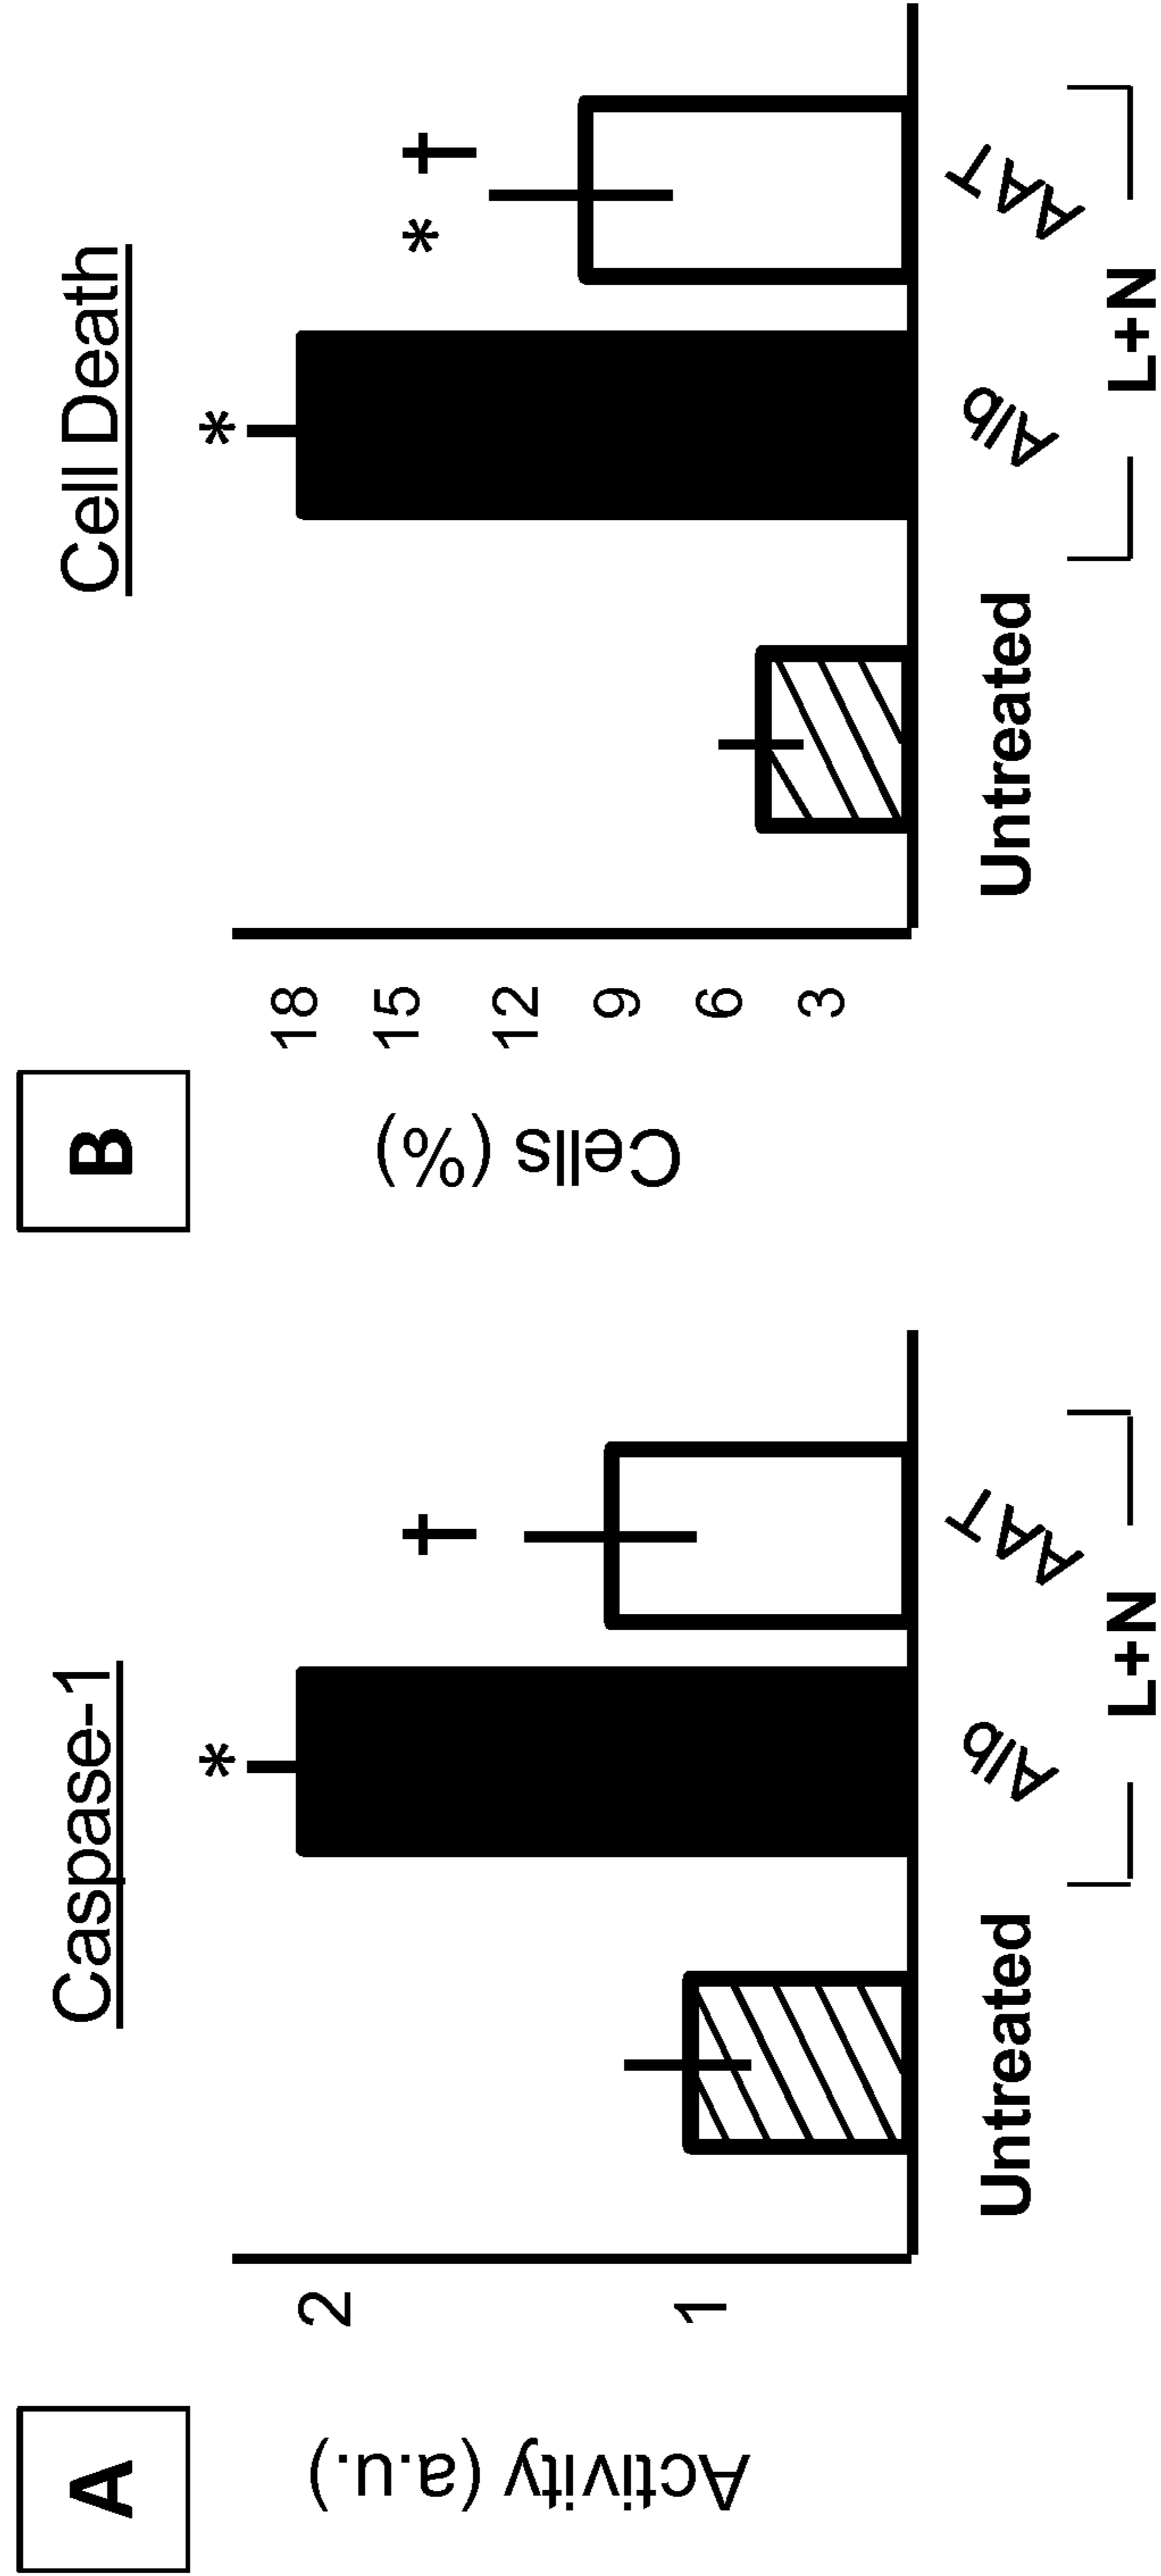 A
Caspase-1
Activity (a.u.)
2
1
*
†
Untreated
Alb
AAT
L+N
B
Cell Death
Cells (%)
18
15
12
9
6
3
*
* †
Untreated
Alb
AAT
L+N